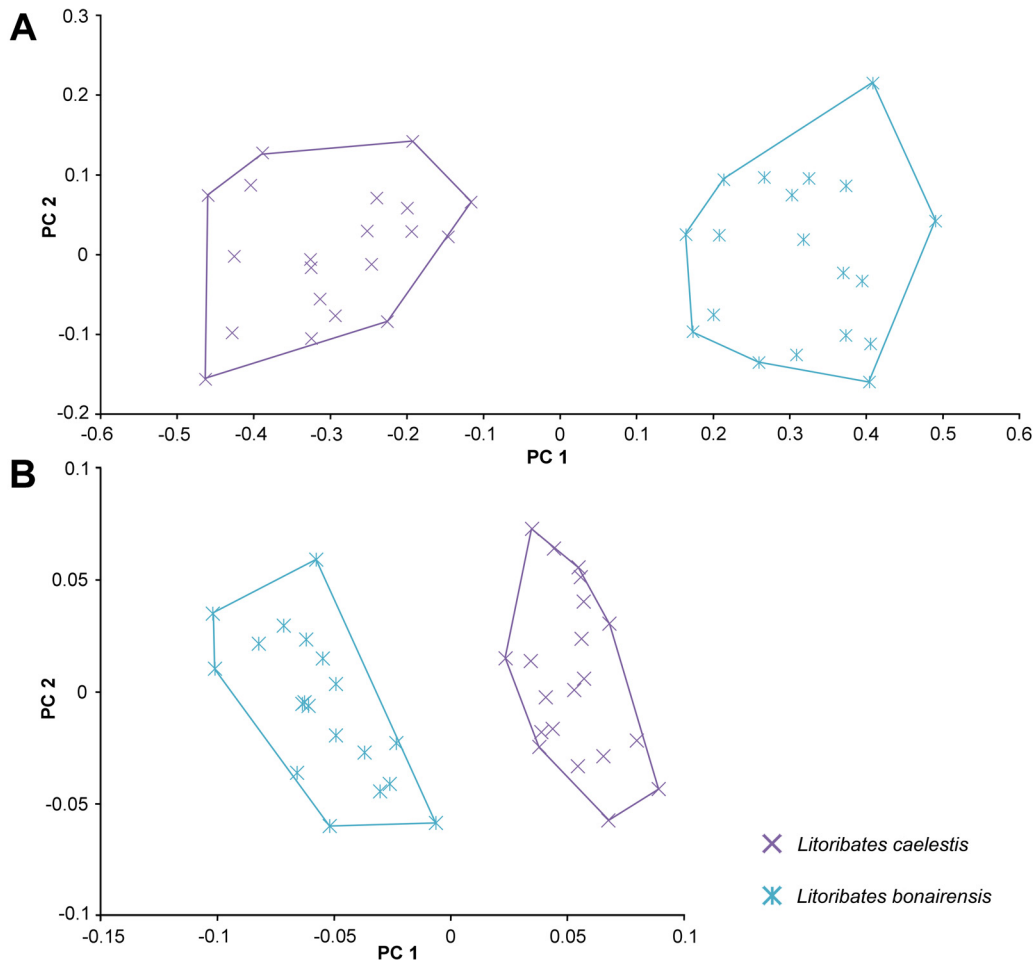 A
0.3
0.2
0.1
0
-0.1
-0.2
PC 2
-0.6 -0.5 -0.4 -0.3 -0.2 -0.1 0 0.1 0.2 0.3 0.4 0.5 0.6
PC 1
B
0.1
0.05
0
-0.05
-0.1
PC 2
-0.15 -0.1 -0.05 0 0.05 0.1
PC 1
Litoribates caelestis
Litoribates bonairensis